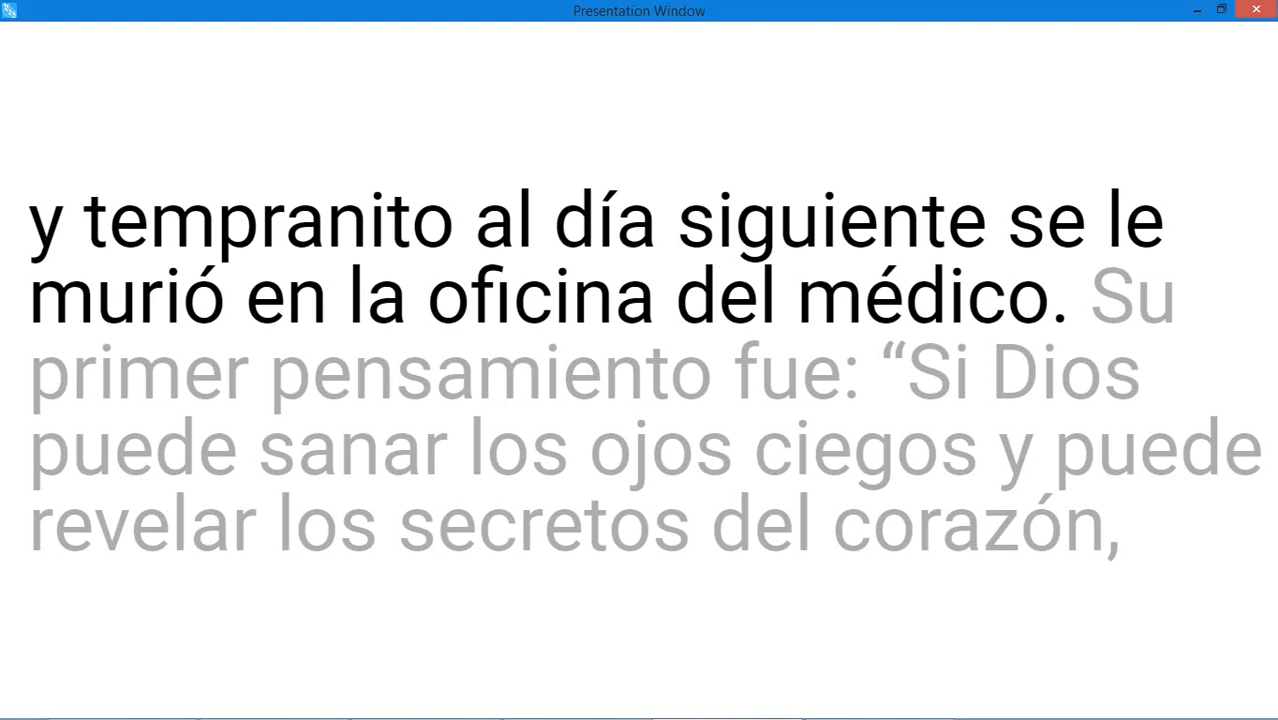 Presentation Window
y tempranito al día siguiente se le
murió en la oficina del médico. Su
primer pensamiento fue: “Si Dios
puede sanar los ojos ciegos y puede
revelar los secretos del corazón,